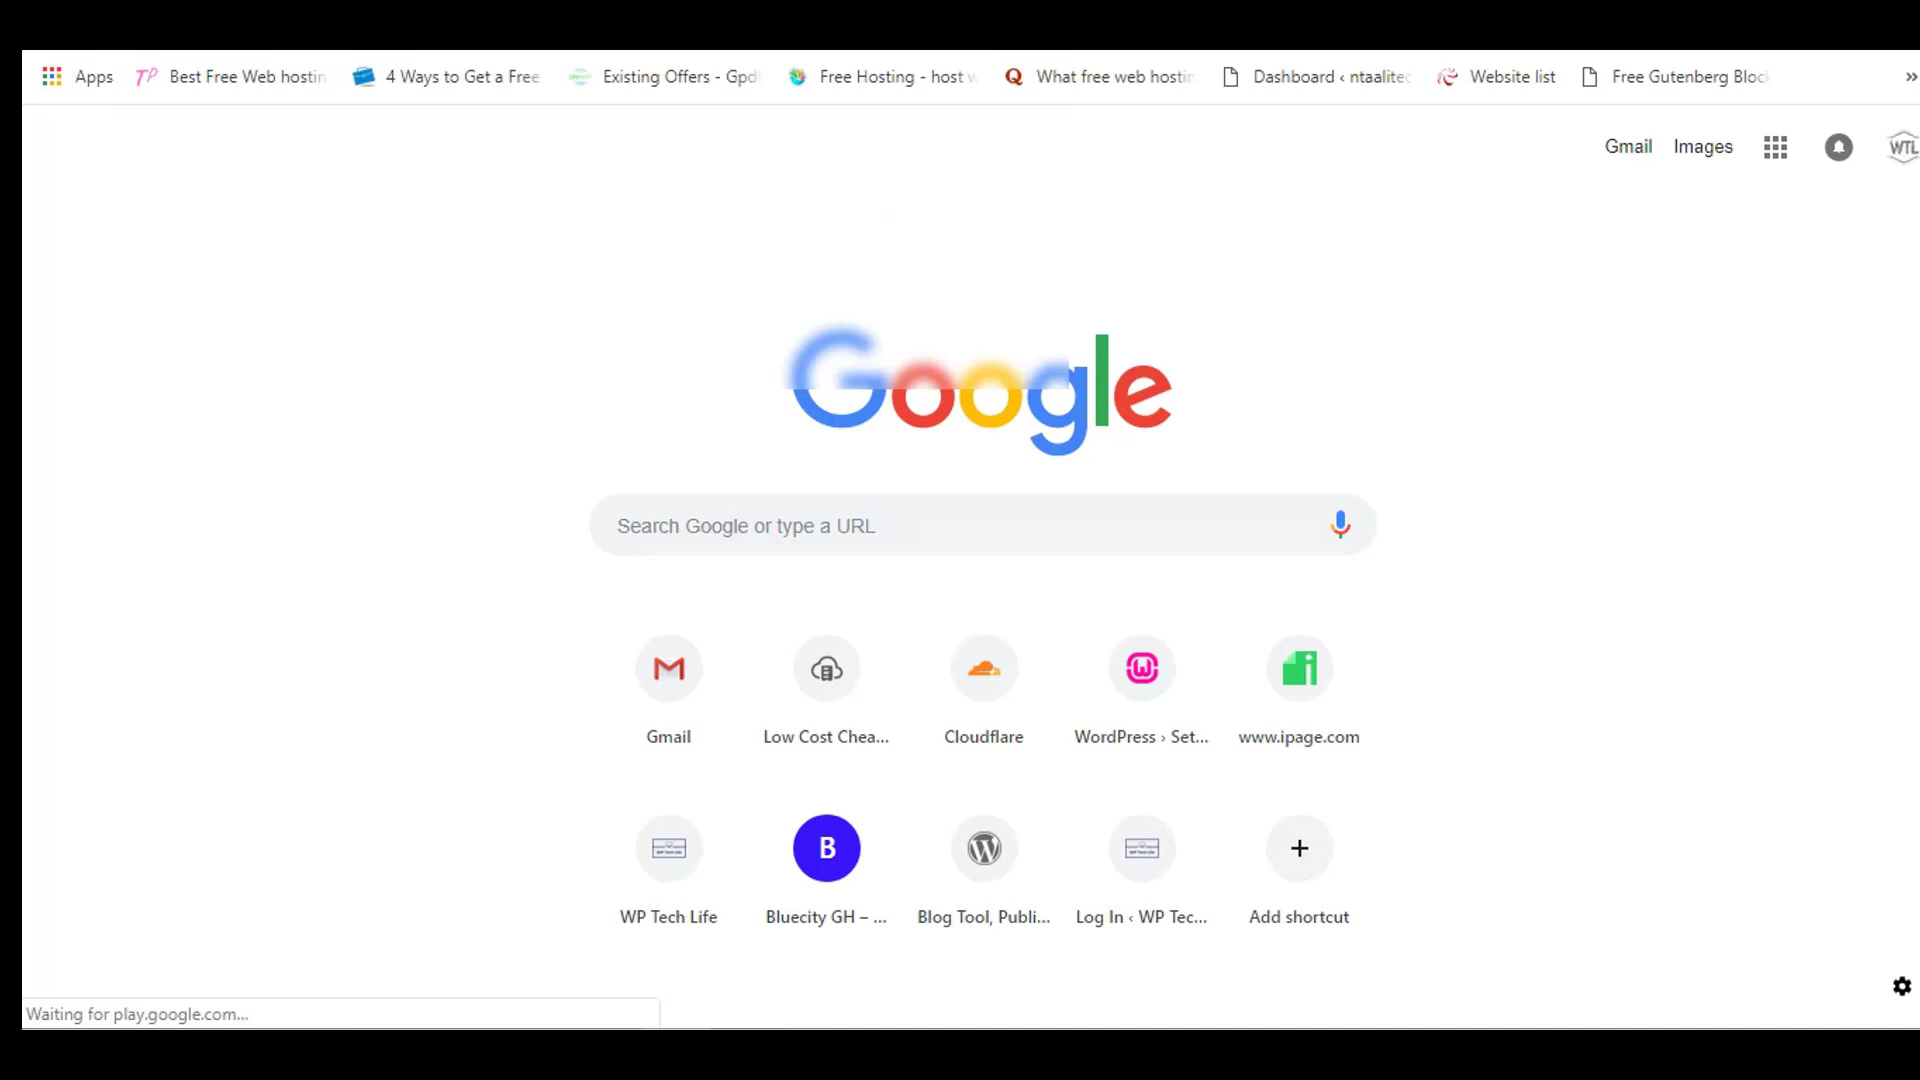 Apps Best Free Web hostin 4 Ways to Get a Free Existing Offers - Gpd Free Hosting - host w What free web hostin Dashboard ‹ ntaalitec Website list Free Gutenberg Bloc »
Gmail Images WTL
Google
Search Google or type a URL
Gmail Low Cost Chea... Cloudflare WordPress › Set... www.ipage.com
B
WP Tech Life Bluecity GH – ... Blog Tool, Publi... Log In ‹ WP Tec... Add shortcut
Waiting for play.google.com...